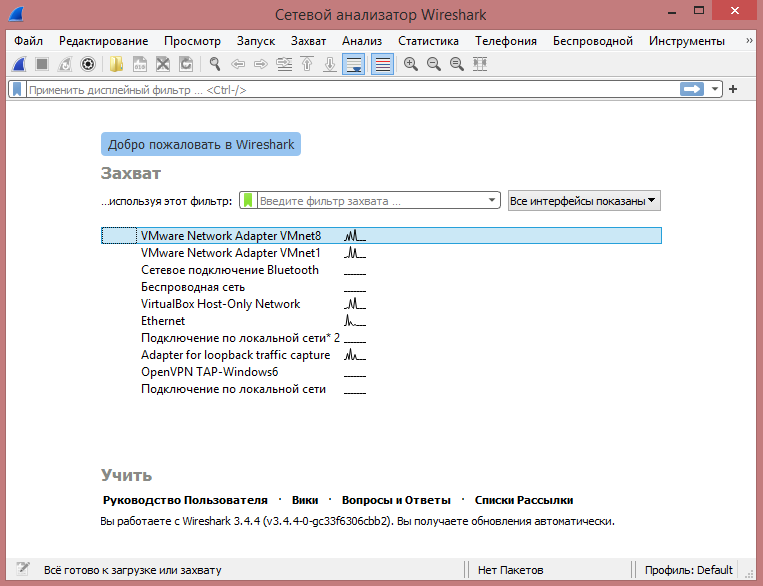 Сетевой анализатор Wireshark
Файл Редактирование Просмотр Запуск Захват Анализ Статистика Телефония Беспроводной Инструменты »
Применить дисплейный фильтр ... <Ctrl-/> +
Добро пожаловать в Wireshark
Захват
...используя этот фильтр: Введите фильтр захвата ... Все интерфейсы показаны
VMware Network Adapter VMnet8
VMware Network Adapter VMnet1
Сетевое подключение Bluetooth
Беспроводная сеть
VirtualBox Host-Only Network
Ethernet
Подключение по локальной сети* 2
Adapter for loopback traffic capture
OpenVPN TAP-Windows6
Подключение по локальной сети
Учить
Руководство Пользователя · Вики · Вопросы и Ответы · Списки Рассылки
Вы работаете с Wireshark 3.4.4 (v3.4.4-0-gc33f6306cbb2). Вы получаете обновления автоматически.
Всё готово к загрузке или захвату Нет Пакетов Профиль: Default